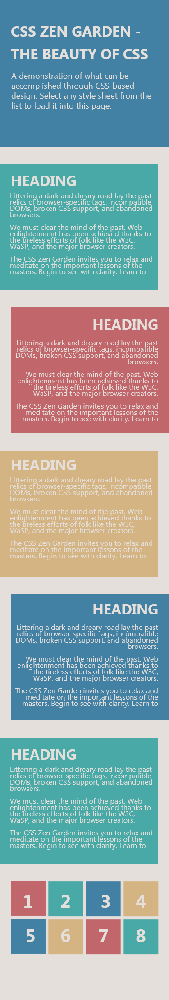 CSS ZEN GARDEN -
THE BEAUTY OF CSS
A demonstration of what can be
accomplished through CSS-based
design. Select any style sheet from the
list to load it into this page.
HEADING
Littering a dark and dreary road lay the past
relics of browser-specific tags, incompatible
DOMs, broken CSS support, and abandoned
browsers.
We must clear the mind of the past. Web
enlightenment has been achieved thanks to
the tireless efforts of folk like the W3C,
WaSP, and the major browser creators.
The CSS Zen Garden invites you to relax and
meditate on the important lessons of the
masters. Begin to see with clarity. Learn to
HEADING
Littering a dark and dreary road lay the past
relics of browser-specific tags, incompatible
DOMs, broken CSS support, and abandoned
browsers.
We must clear the mind of the past. Web
enlightenment has been achieved thanks to
the tireless efforts of folk like the W3C,
WaSP, and the major browser creators.
The CSS Zen Garden invites you to relax and
meditate on the important lessons of the
masters. Begin to see with clarity. Learn to
HEADING
Littering a dark and dreary road lay the past
relics of browser-specific tags, incompatible
DOMs, broken CSS support, and abandoned
browsers.
We must clear the mind of the past. Web
enlightenment has been achieved thanks to
the tireless efforts of folk like the W3C,
WaSP, and the major browser creators.
The CSS Zen Garden invites you to relax and
meditate on the important lessons of the
masters. Begin to see with clarity. Learn to
HEADING
Littering a dark and dreary road lay the past
relics of browser-specific tags, incompatible
DOMs, broken CSS support, and abandoned
browsers.
We must clear the mind of the past. Web
enlightenment has been achieved thanks to
the tireless efforts of folk like the W3C,
WaSP, and the major browser creators.
The CSS Zen Garden invites you to relax and
meditate on the important lessons of the
masters. Begin to see with clarity. Learn to
HEADING
Littering a dark and dreary road lay the past
relics of browser-specific tags, incompatible
DOMs, broken CSS support, and abandoned
browsers.
We must clear the mind of the past. Web
enlightenment has been achieved thanks to
the tireless efforts of folk like the W3C,
WaSP, and the major browser creators.
The CSS Zen Garden invites you to relax and
meditate on the important lessons of the
masters. Begin to see with clarity. Learn to
1 2 3 4
5 6 7 8